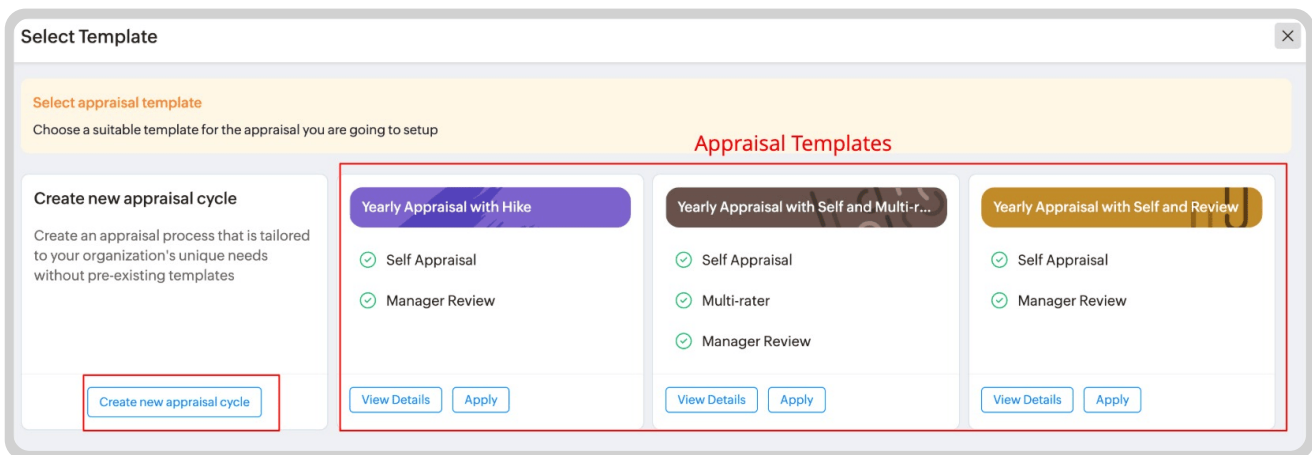 Select Template
Select appraisal template
Choose a suitable template for the appraisal you are going to setup
Appraisal Templates
Create new appraisal cycle
Create an appraisal process that is tailored
to your organization's unique needs
without pre-existing templates
Create new appraisal cycle
Yearly Appraisal with Hike
Self Appraisal
Manager Review
View Details
Apply
Yearly Appraisal with Self and Multi-r...
Self Appraisal
Multi-rater
Manager Review
View Details
Apply
Yearly Appraisal with Self and Review
Self Appraisal
Manager Review
View Details
Apply